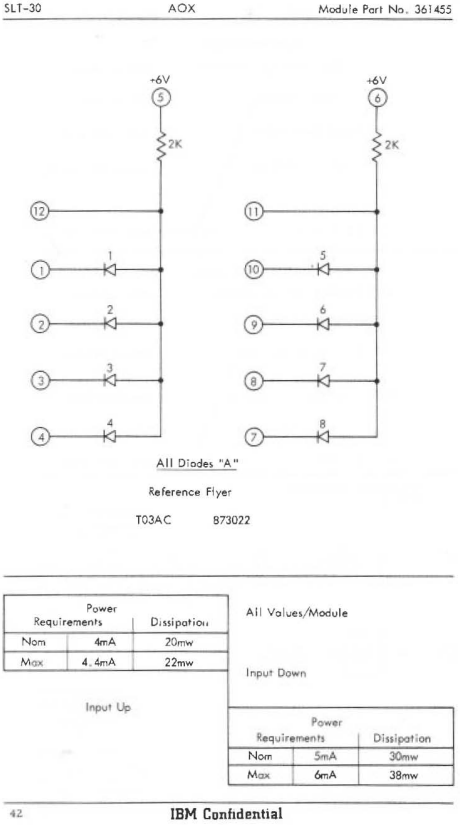 SLT-30 AOX Module Part No. 361455
+6V +6V
5 6
2K 2K
12 11
1 1 10 5
2 2 9 6
3 3 8 7
4 4 7 8
All Diodes "A"
Reference Flyer
T03AC 873022
Power Requirements Dissipation
Nom 4mA 20mw
Max 4.4mA 22mw
Input Up
All Values/Module
Input Down
Power Requirements Dissipation
Nom 5mA 30mw
Max 6mA 38mw
42 IBM Confidential